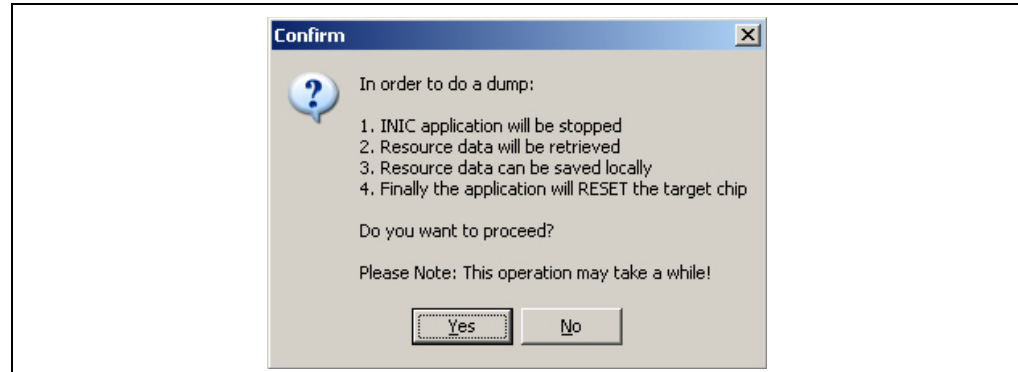 Confirm
In order to do a dump:
1. INIC application will be stopped
2. Resource data will be retrieved
3. Resource data can be saved locally
4. Finally the application will RESET the target chip
Do you want to proceed?
Please Note: This operation may take a while!
Yes No